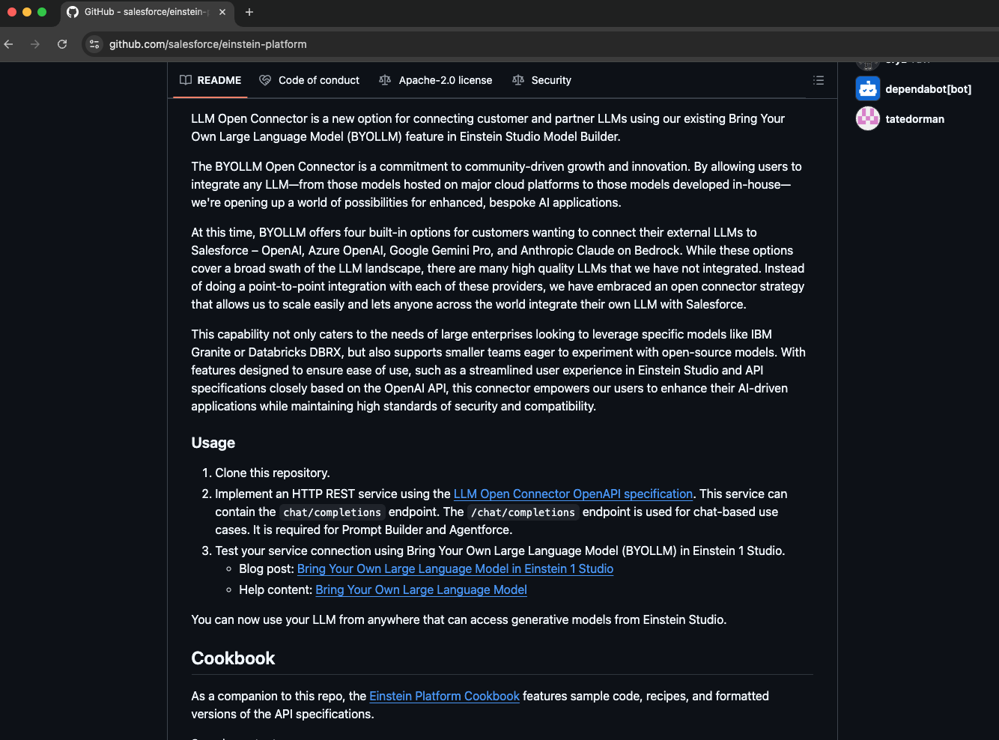 GitHub - salesforce/einstein-
github.com/salesforce/einstein-platform
README
Code of conduct
Apache-2.0 license
Security
dependabot[bot]
tatedorman
LLM Open Connector is a new option for connecting customer and partner LLMs using our existing Bring Your
Own Large Language Model (BYOLLM) feature in Einstein Studio Model Builder.
The BYOLLM Open Connector is a commitment to community-driven growth and innovation. By allowing users to
integrate any LLM—from those models hosted on major cloud platforms to those models developed in-house—
we're opening up a world of possibilities for enhanced, bespoke AI applications.
At this time, BYOLLM offers four built-in options for customers wanting to connect their external LLMs to
Salesforce – OpenAI, Azure OpenAI, Google Gemini Pro, and Anthropic Claude on Bedrock. While these options
cover a broad swath of the LLM landscape, there are many high quality LLMs that we have not integrated. Instead
of doing a point-to-point integration with each of these providers, we have embraced an open connector strategy
that allows us to scale easily and lets anyone across the world integrate their own LLM with Salesforce.
This capability not only caters to the needs of large enterprises looking to leverage specific models like IBM
Granite or Databricks DBRX, but also supports smaller teams eager to experiment with open-source models. With
features designed to ensure ease of use, such as a streamlined user experience in Einstein Studio and API
specifications closely based on the OpenAI API, this connector empowers our users to enhance their AI-driven
applications while maintaining high standards of security and compatibility.
Usage
1. Clone this repository.
2. Implement an HTTP REST service using the LLM Open Connector OpenAPI specification. This service can
contain the chat/completions endpoint. The /chat/completions endpoint is used for chat-based use
cases. It is required for Prompt Builder and Agentforce.
3. Test your service connection using Bring Your Own Large Language Model (BYOLLM) in Einstein 1 Studio.
Blog post: Bring Your Own Large Language Model in Einstein 1 Studio
Help content: Bring Your Own Large Language Model
You can now use your LLM from anywhere that can access generative models from Einstein Studio.
Cookbook
As a companion to this repo, the Einstein Platform Cookbook features sample code, recipes, and formatted
versions of the API specifications.